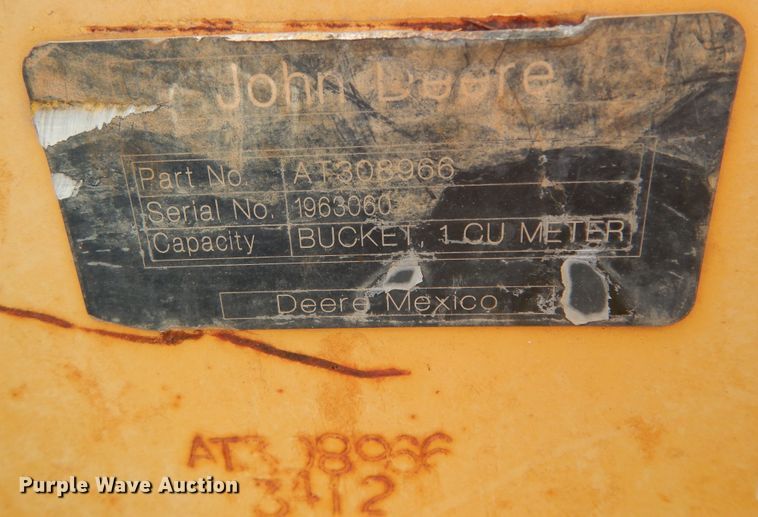 John Deere
Part No. AT308966
Serial No. 1963060
Capacity BUCKET, 1 CU METER
Deere Mexico
AT308966
3412
Purple Wave Auction